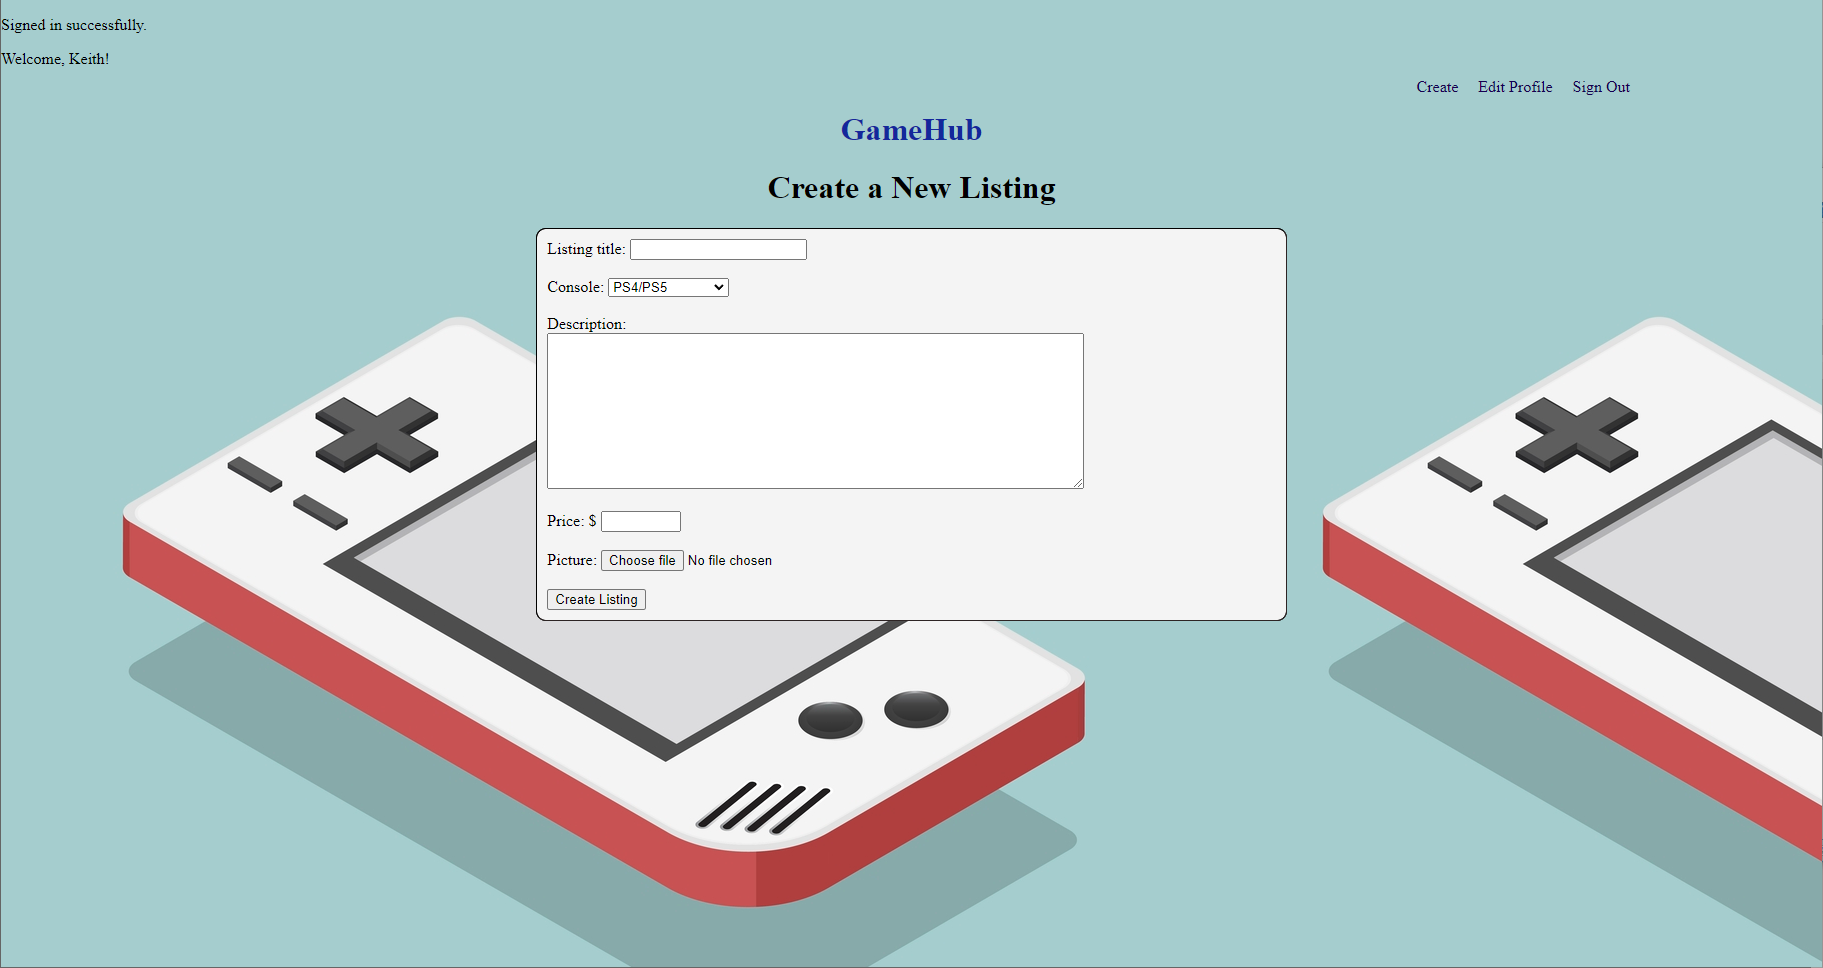 Signed in successfully.
Welcome, Keith!
Create Edit Profile Sign Out
GameHub
Create a New Listing
Listing title:
Console: PS4/PS5
Description:
Price: $
Picture: Choose file No file chosen
Create Listing